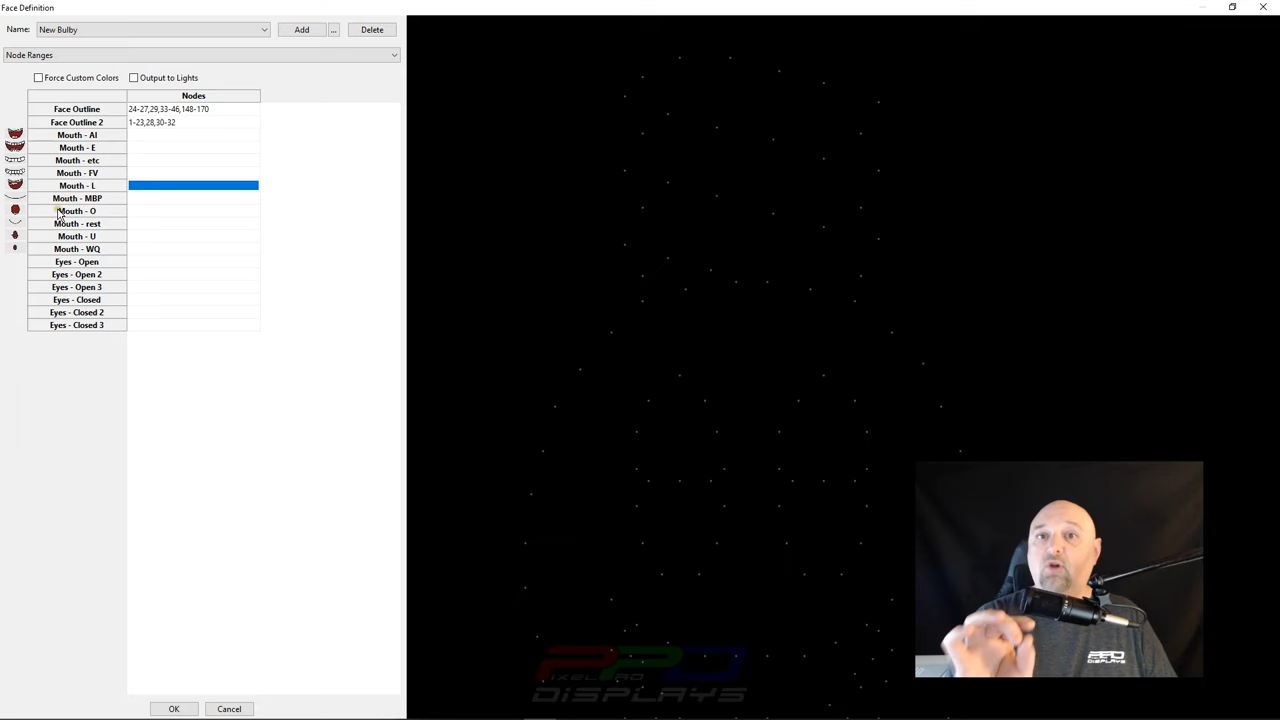 Face Definition
Name: New Bulby Add ... Delete
Node Ranges
Force Custom Colors Output to Lights
Nodes
Face Outline 24-27,29,33-46,148-170
Face Outline 2 1-23,28,30-32
Mouth - AI
Mouth - E
Mouth - etc
Mouth - FV
Mouth - L
Mouth - MBP
Mouth - O
Mouth - rest
Mouth - U
Mouth - WQ
Eyes - Open
Eyes - Open 2
Eyes - Open 3
Eyes - Closed
Eyes - Closed 2
Eyes - Closed 3
PPD
DISPLAYS
PPD
DISPLAYS
OK Cancel